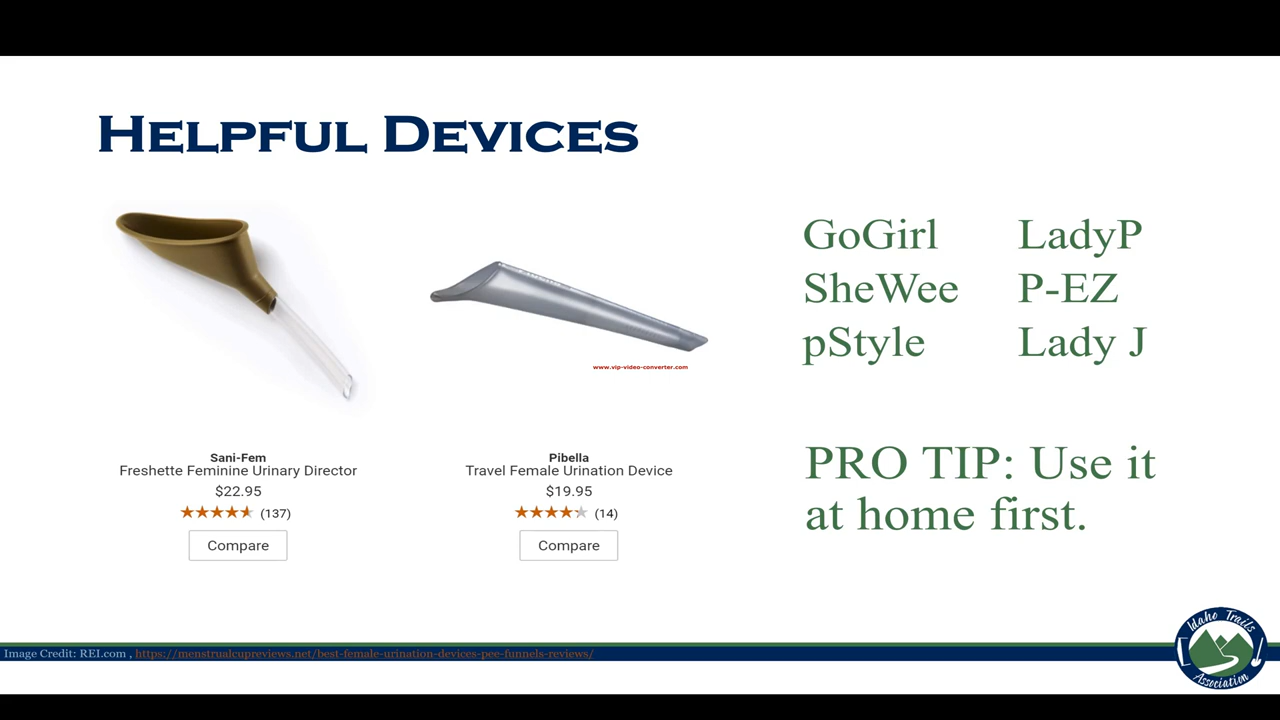 HELPFUL DEVICES
GoGirl
SheWee
pStyle
LadyP
P-EZ
Lady J
www.vip-video-converter.com
Sani-Fem
Freshette Feminine Urinary Director
$22.95
(137)
Compare
Pibella
Travel Female Urination Device
$19.95
(14)
Compare
PRO TIP: Use it
at home first.
Image Credit: REI.com , https://menstrualcupreviews.net/best-female-urination-devices-pee-funnels-reviews/
Idaho Trails
Association